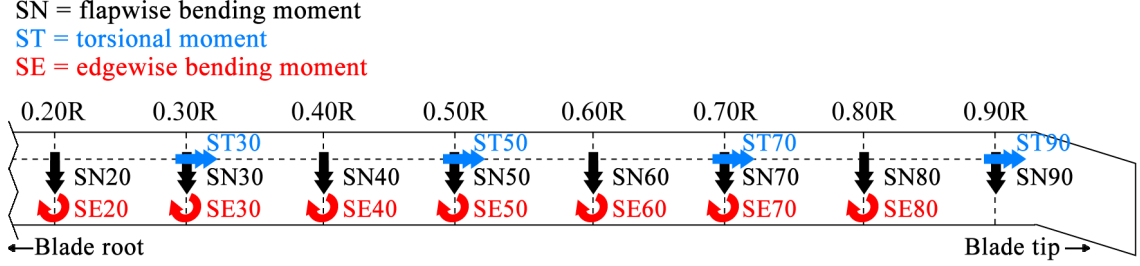 SN = flapwise bending moment
ST = torsional moment
SE = edgewise bending moment
0.20R 0.30R 0.40R 0.50R 0.60R 0.70R 0.80R 0.90R
ST30 ST50 ST70 ST90
SN20 SN30 SN40 SN50 SN60 SN70 SN80 SN90
SE20 SE30 SE40 SE50 SE60 SE70 SE80
Blade root Blade tip